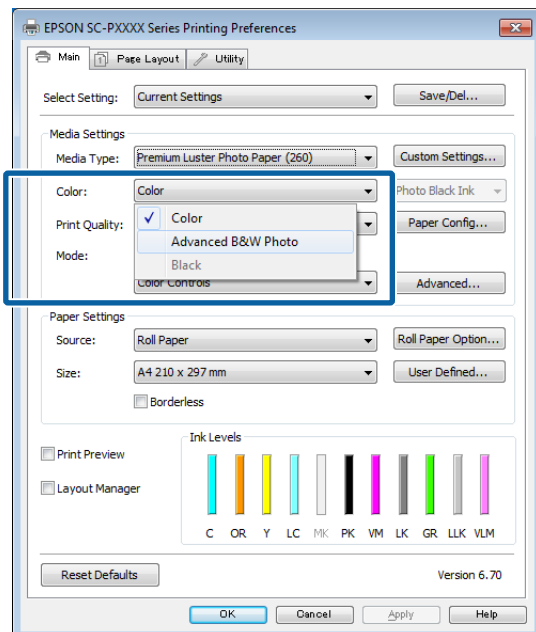 EPSON SC-PXXXX Series Printing Preferences
Main Page Layout Utility
Select Setting: Current Settings Save/Del...
Media Settings
Media Type: Premium Luster Photo Paper (260) Custom Settings...
Color: Color Photo Black Ink
Print Quality: Color Paper Config...
Advanced B&W Photo
Mode:
Black
Color Controls Advanced...
Paper Settings
Source: Roll Paper Roll Paper Option...
Size: A4 210 x 297 mm User Defined...
Borderless
Ink Levels
Print Preview
Layout Manager
C OR Y LC MK PK VM LK GR LLK VLM
Reset Defaults Version 6.70
OK Cancel Apply Help